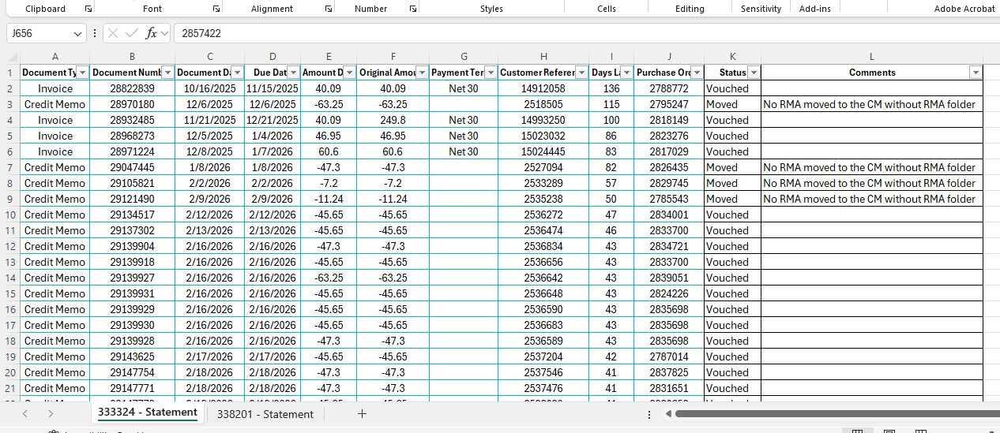 Clipboard Font Alignment Number Styles Cells Editing Sensitivity Add-ins Adobe Acrobat
J656 fx 2857422
A B C D E F G H I J K L
1 Document Ty Document Numb Document Da Due Dat Amount D Original Amou Payment Ter Customer Referer Days L Purchase Ord Status Comments
2 Invoice 28822839 10/16/2025 11/15/2025 40.09 40.09 Net 30 14912058 136 2788772 Vouched
3 Credit Memo 28970180 12/6/2025 12/6/2025 -63.25 -63.25 2518505 115 2795247 Moved No RMA moved to the CM without RMA folder
4 Invoice 28932485 11/21/2025 12/21/2025 40.09 249.8 Net 30 14993250 100 2818149 Vouched
5 Invoice 28968273 12/5/2025 1/4/2026 46.95 46.95 Net 30 15023032 86 2823276 Vouched
6 Invoice 28971224 12/8/2025 1/7/2026 60.6 60.6 Net 30 15024445 83 2817029 Vouched
7 Credit Memo 29047445 1/8/2026 1/8/2026 -47.3 -47.3 2527094 82 2826435 Moved No RMA moved to the CM without RMA folder
8 Credit Memo 29105821 2/2/2026 2/2/2026 -7.2 -7.2 2533289 57 2829745 Moved No RMA moved to the CM without RMA folder
9 Credit Memo 29121490 2/9/2026 2/9/2026 -11.24 -11.24 2535238 50 2785543 Moved No RMA moved to the CM without RMA folder
10 Credit Memo 29134517 2/12/2026 2/12/2026 -45.65 -45.65 2536272 47 2834001 Vouched
11 Credit Memo 29137302 2/13/2026 2/13/2026 -45.65 -45.65 2536474 46 2833700 Vouched
12 Credit Memo 29139904 2/16/2026 2/16/2026 -47.3 -47.3 2536834 43 2834721 Vouched
13 Credit Memo 29139918 2/16/2026 2/16/2026 -45.65 -45.65 2536656 43 2833700 Vouched
14 Credit Memo 29139927 2/16/2026 2/16/2026 -63.25 -63.25 2536642 43 2839051 Vouched
15 Credit Memo 29139931 2/16/2026 2/16/2026 -45.65 -45.65 2536648 43 2824226 Vouched
16 Credit Memo 29139929 2/16/2026 2/16/2026 -45.65 -45.65 2536590 43 2835698 Vouched
17 Credit Memo 29139930 2/16/2026 2/16/2026 -45.65 -45.65 2536683 43 2835698 Vouched
18 Credit Memo 29139928 2/16/2026 2/16/2026 -47.3 -47.3 2536589 43 2835698 Vouched
19 Credit Memo 29143625 2/17/2026 2/17/2026 -45.65 -45.65 2537204 42 2787014 Vouched
20 Credit Memo 29147754 2/18/2026 2/18/2026 -47.3 -47.3 2537546 41 2837825 Vouched
21 Credit Memo 29147771 2/18/2026 2/18/2026 -47.3 -47.3 2537476 41 2831651 Vouched
333324 - Statement 338201 - Statement